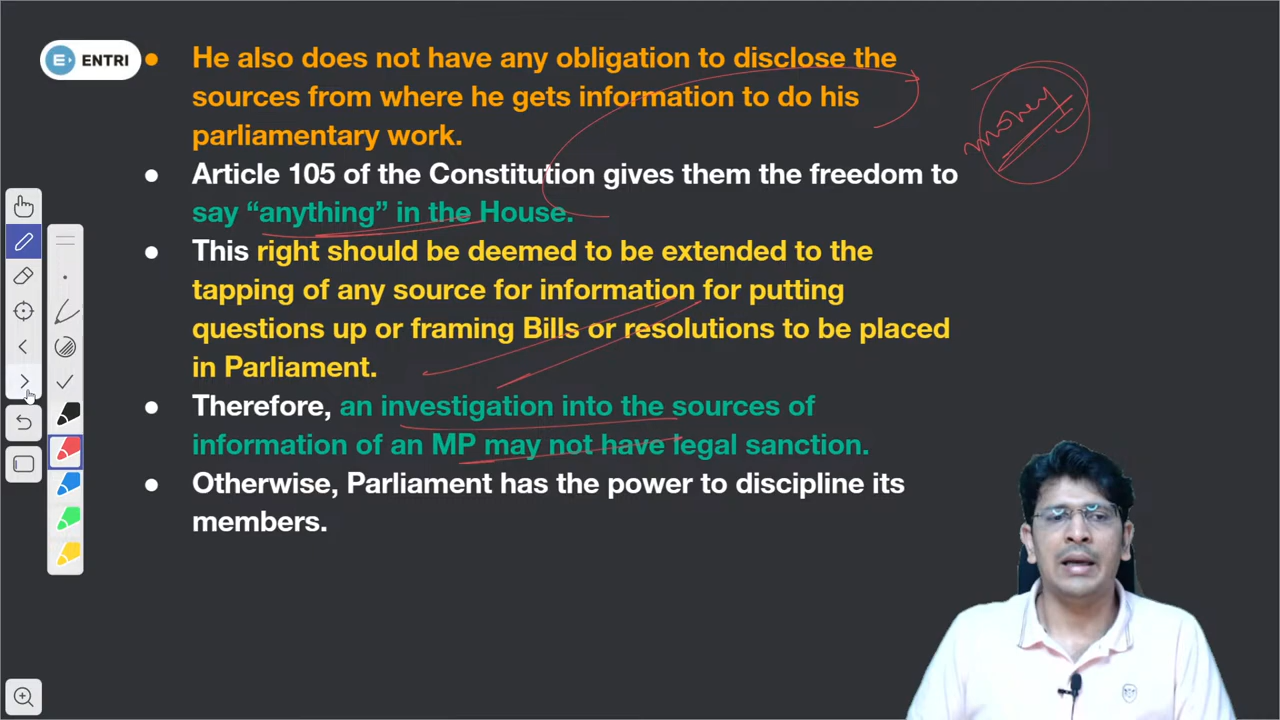 ENTRI
He also does not have any obligation to disclose the
sources from where he gets information to do his
parliamentary work.
money
Article 105 of the Constitution gives them the freedom to
say “anything” in the House.
This right should be deemed to be extended to the
tapping of any source for information for putting
questions up or framing Bills or resolutions to be placed
in Parliament.
Therefore, an investigation into the sources of
information of an MP may not have legal sanction.
Otherwise, Parliament has the power to discipline its
members.